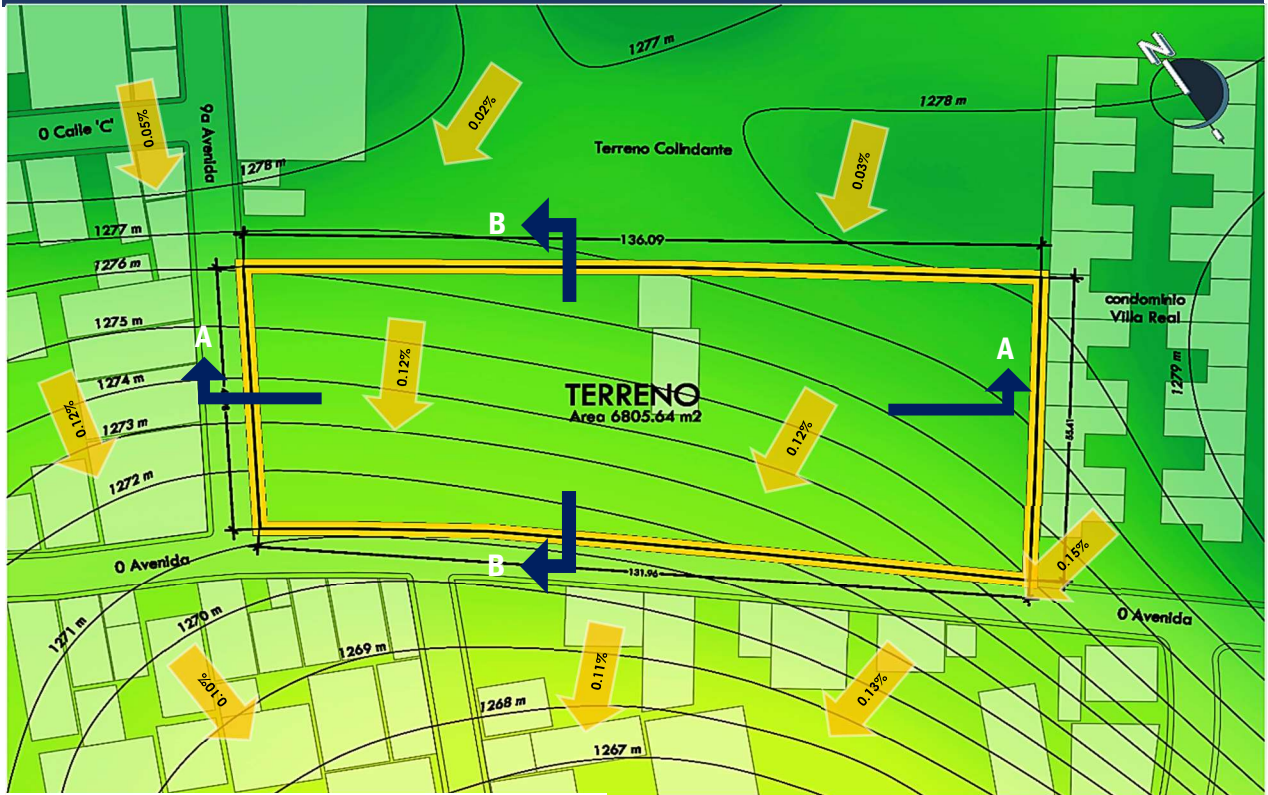 1277 m
N
1278 m
0.05%
0.02%
0 Calle 'C'
9a Avenida
Terreno Colindante
0.03%
1278 m
B
1277 m
136.09
1276 m
condominio
Villa Real
1275 m
A
A
0.12%
1279 m
1274 m
TERRENO
Area 6805.64 m2
0.12%
0.12%
1273 m
55.41
1272 m
0.15%
0 Avenida
B
131.96
0 Avenida
1271 m
1270 m
1269 m
0.10%
0.11%
0.13%
1268 m
1267 m